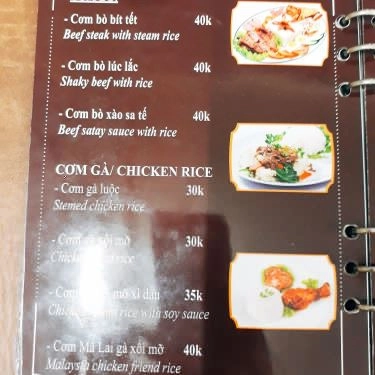 - Cơm bò bít tết 40k
Beef steak with steam rice
- Cơm bò lúc lắc 40k
Shaky beef with rice
- Cơm bò xào sa tế 40k
Beef satay sauce with rice
CƠM GÀ/ CHICKEN RICE
- Cơm gà luộc 30k
Stemed chicken rice
- Cơm xối mỡ 30k
rice
mỡ xì dầu 35k
rice with soy sauce
- Cơm Mã Lai gà xối mỡ 40k
Malaysia chicken friend rice